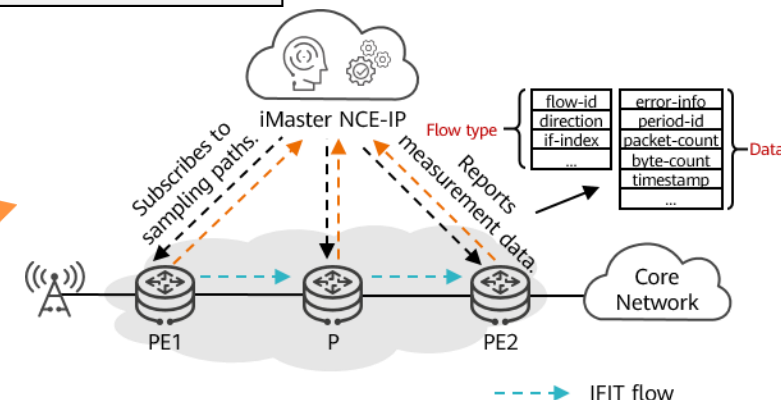 iMaster NCE-IP
Subscribes to
sampling paths.
Reports
measurement data.
Flow type
flow-id
direction
if-index
...
error-info
period-id
packet-count
byte-count
timestamp
...
Data
PE1
P
PE2
Core
Network
IFIT flow